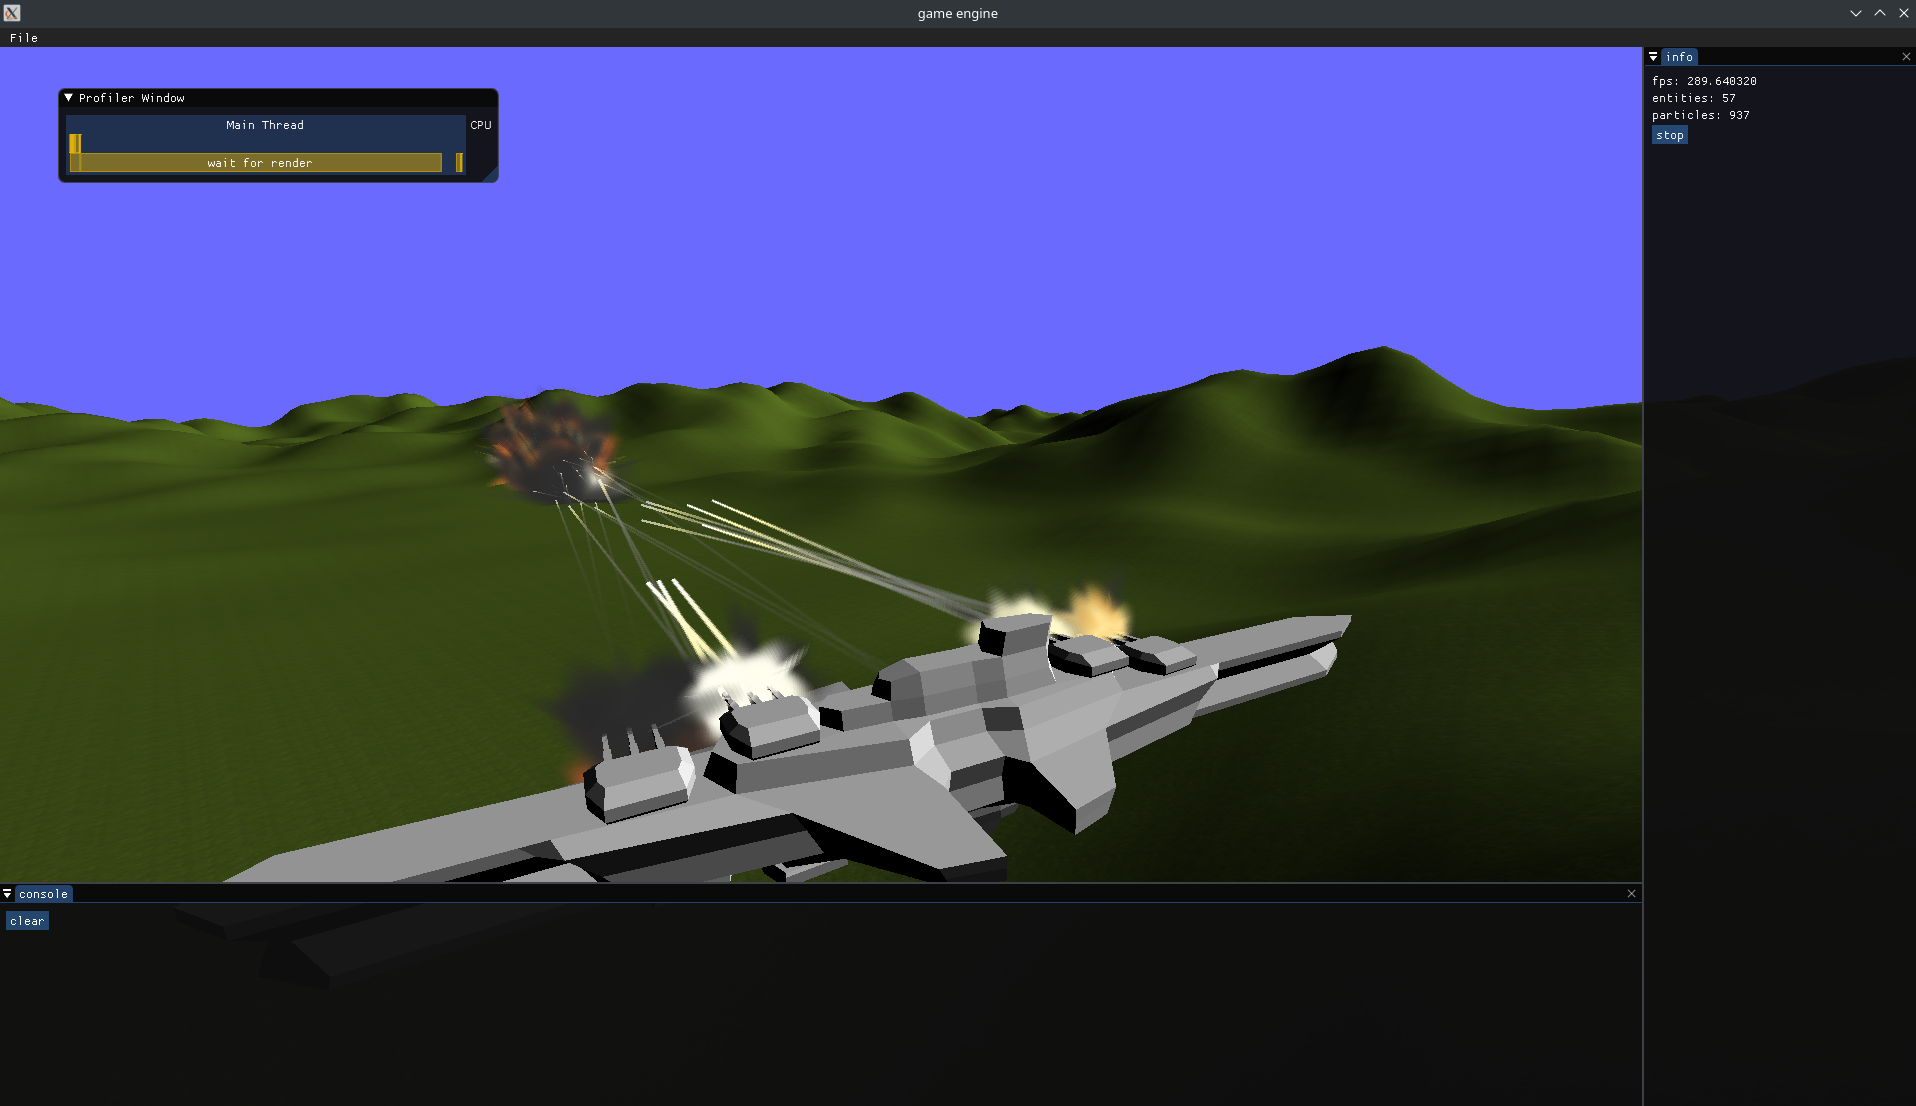 game engine
File
Profiler Window
Main Thread
CPU
wait for render
info
fps: 289.640320
entities: 57
particles: 937
stop
console
clear